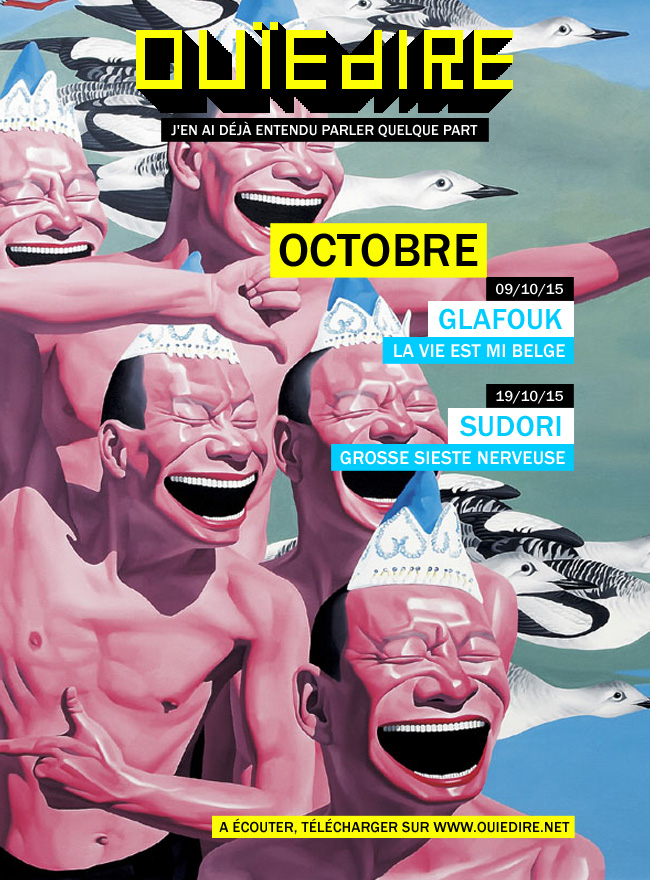 OUÏEDIRE
J'EN AI DÉJÀ ENTENDU PARLER QUELQUE PART
OCTOBRE
09/10/15
GLAFOUK
LA VIE EST MI BELGE
19/10/15
SUDORI
GROSSE SIESTE NERVEUSE
A ÉCOUTER, TÉLÉCHARGER SUR WWW.OUIEDIRE.NET